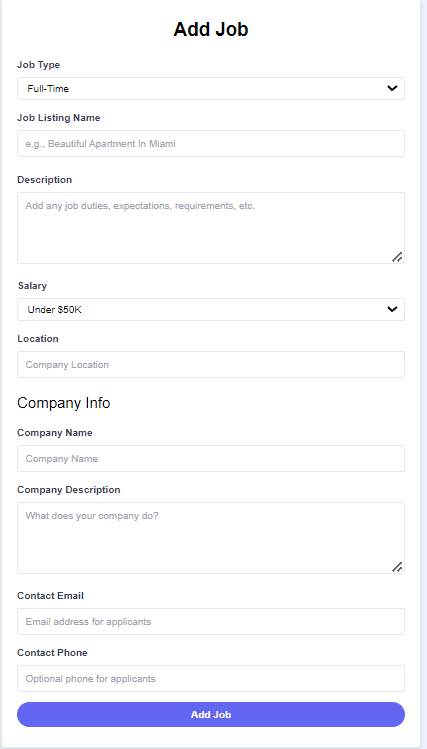 Add Job
Job Type
Full-Time
Job Listing Name
e.g., Beautiful Apartment In Miami
Description
Add any job duties, expectations, requirements, etc.
Salary
Under $50K
Location
Company Location
Company Info
Company Name
Company Name
Company Description
What does your company do?
Contact Email
Email address for applicants
Contact Phone
Optional phone for applicants
Add Job